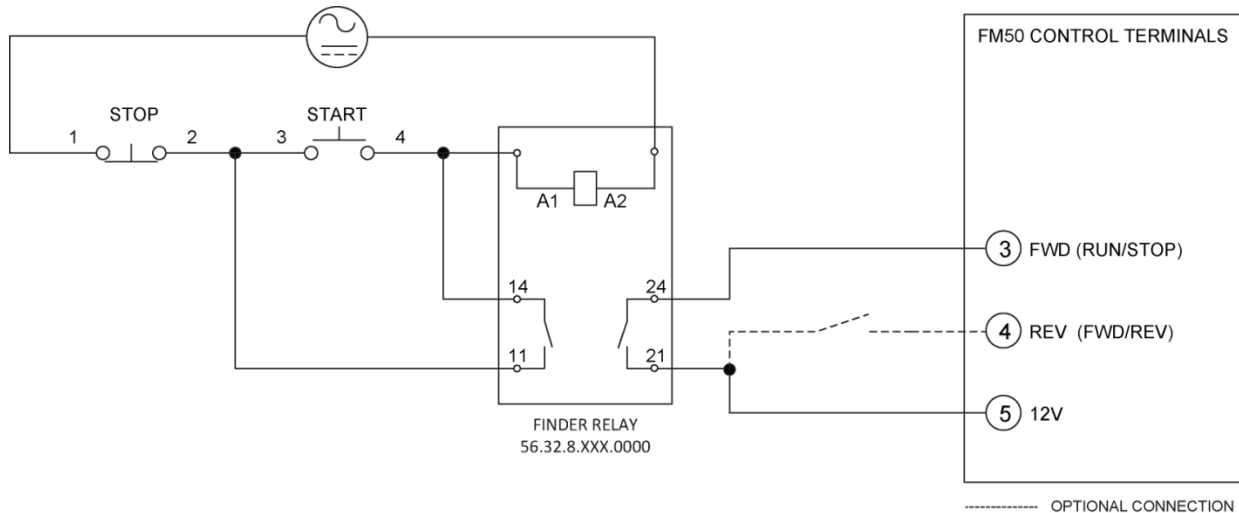 FM50 CONTROL TERMINALS
STOP
START
1
2
3
4
A1
A2
3 FWD (RUN/STOP)
14
24
4 REV (FWD/REV)
11
21
5 12V
FINDER RELAY
56.32.8.XXX.0000
OPTIONAL CONNECTION